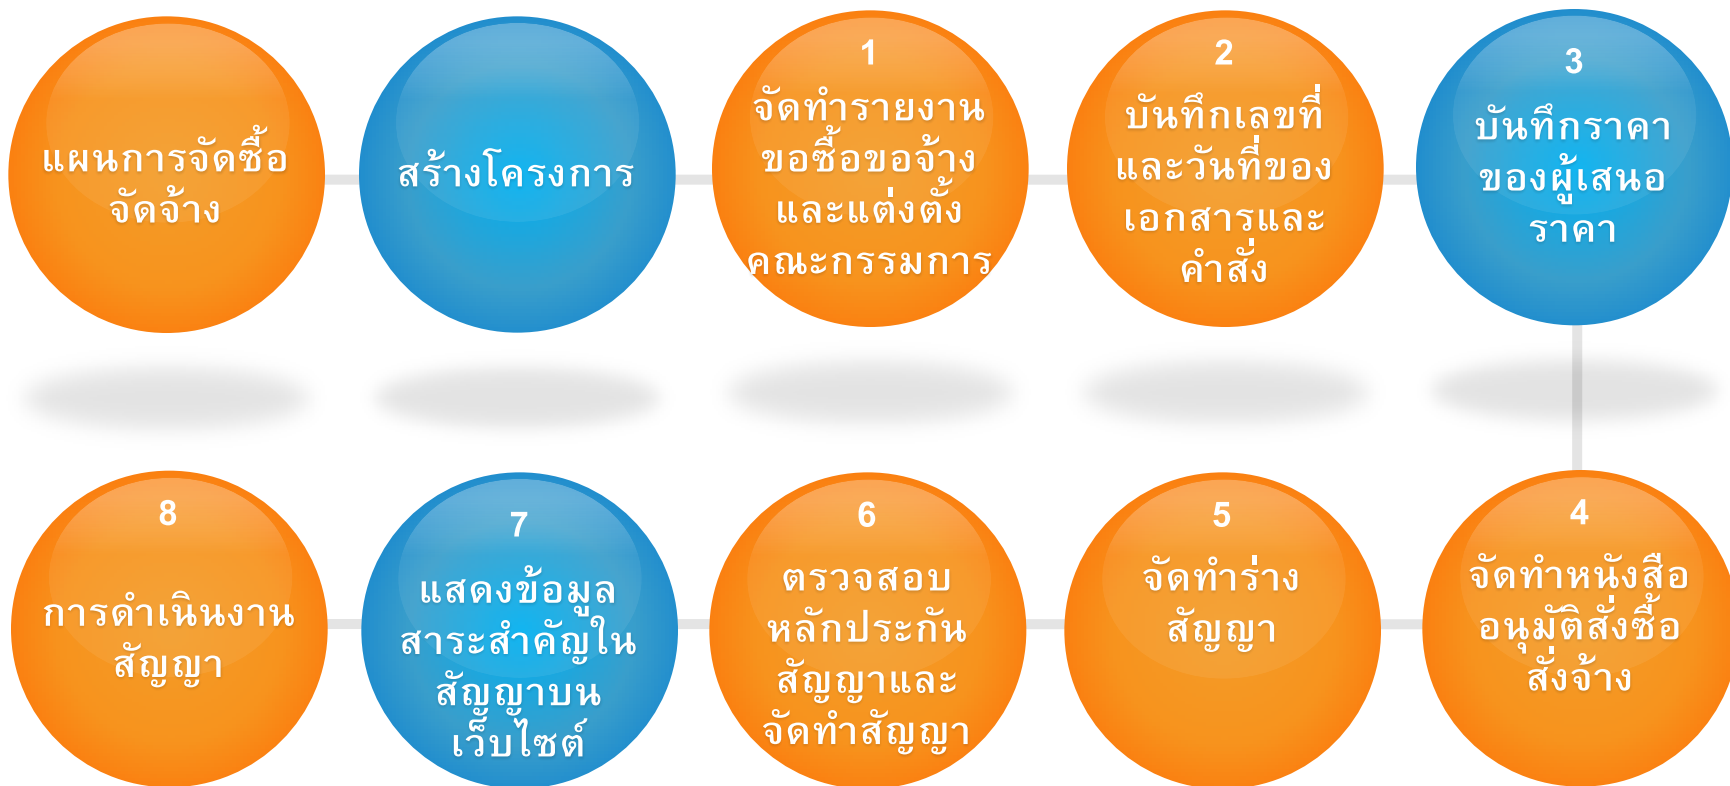 แผนการจัดซื้อ
จัดจ้าง
สร้างโครงการ
1
จัดทำรายงาน
ขอซื้อขอจ้าง
และแต่งตั้ง
คณะกรรมการ
2
บันทึกเลขที่
และวันที่ของ
เอกสารและ
คำสั่ง
3
บันทึกราคา
ของผู้เสนอ
ราคา
4
จัดทำหนังสือ
อนุมัติสั่งซื้อ
สั่งจ้าง
5
จัดทำร่าง
สัญญา
6
ตรวจสอบ
หลักประกัน
สัญญาและ
จัดทำสัญญา
7
แสดงข้อมูล
สาระสำคัญใน
สัญญาบน
เว็บไซต์
8
การดำเนินงาน
สัญญา